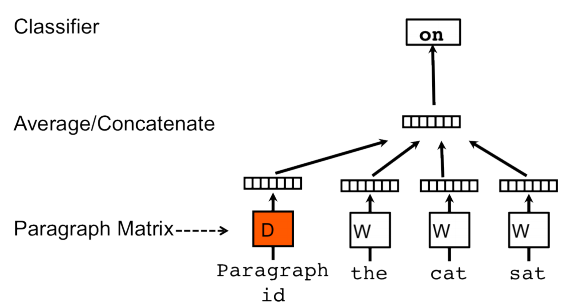 Classifier
on
Average/Concatenate
Paragraph Matrix
D
W
W
W
Paragraph
id
the
cat
sat